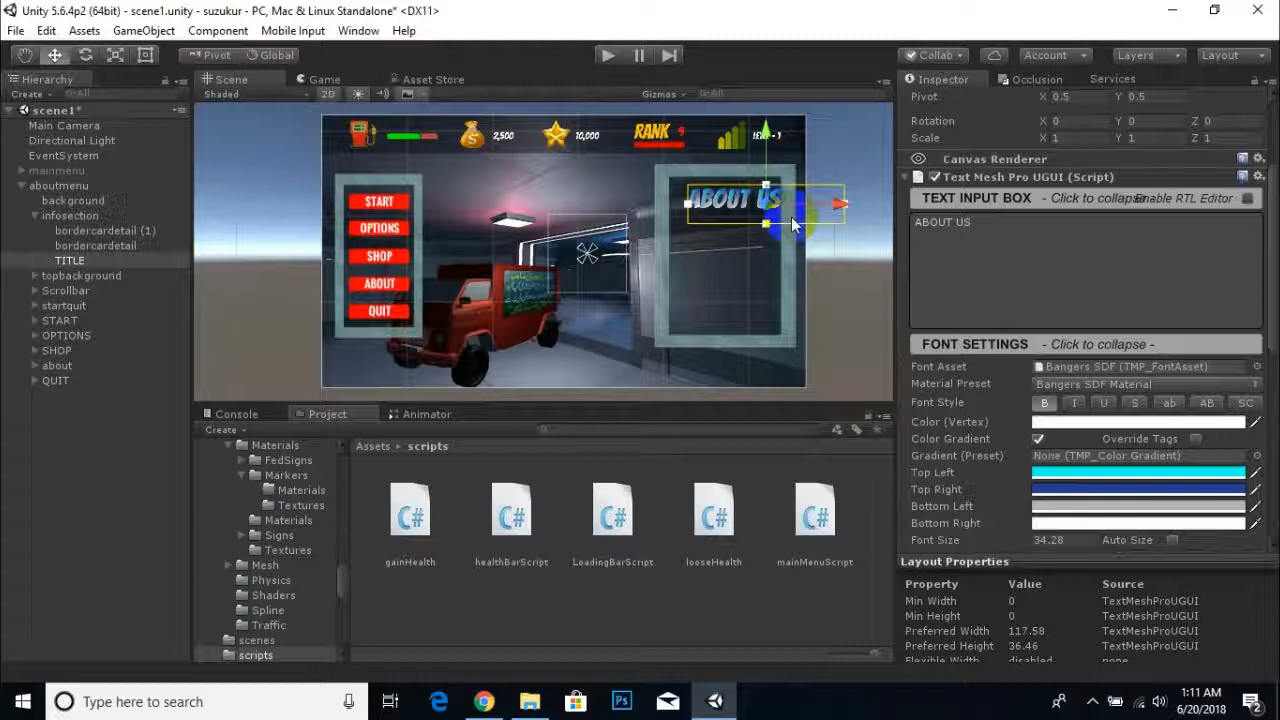 Unity 5.6.4p2 (64bit) - scene1.unity - suzukur - PC, Mac & Linux Standalone* <DX11>
File Edit Assets GameObject Component Mobile Input Window Help
Pivot Global Collab Account Layers Layout
Hierarchy Scene Game Asset Store Inspector Occlusion Services
Create All Shaded 2D Gizmos All
Pivot X 0.5 Y 0.5
Rotation X 0 Y 0 Z 0
Scale X 1 Y 1 Z 1
Canvas Renderer
Text Mesh Pro UGUI (Script)
TEXT INPUT BOX - Click to collapse Enable RTL Editor
ABOUT US
FONT SETTINGS - Click to collapse -
Font Asset Bangers SDF (TMP_FontAsset)
Material Preset Bangers SDF Material
Font Style B I U S ab AB SC
Color (Vertex)
Color Gradient Override Tags
Gradient (Preset) None (TMP_Color Gradient)
Top Left
Top Right
Bottom Left
Bottom Right
Font Size 34.28 Auto Size
Layout Properties
Property Value Source
Min Width 0 TextMeshProUGUI
Min Height 0 TextMeshProUGUI
Preferred Width 117.58 TextMeshProUGUI
Preferred Height 36.46 TextMeshProUGUI
Flexible Width disabled none
scene1*
Main Camera
Directional Light
EventSystem
mainmenu
aboutmenu
background
infosection
bordercardetail (1)
bordercardetail
TITLE
topbackground
Scrollbar
startquit
START
OPTIONS
SHOP
about
QUIT
2,500 10,000 RANK 9 - 1
START
OPTIONS
SHOP
ABOUT
QUIT
ABOUT US
Console Project Animator
Create
Materials
FedSigns
Markers
Materials
Textures
Materials
Signs
Textures
Mesh
Physics
Shaders
Spline
Traffic
scenes
scripts
Assets scripts
C# C# C# C# C#
gainHealth healthBarScript LoadingBarScript looseHealth mainMenuScript
Type here to search
1:11 AM
6/20/2018
2